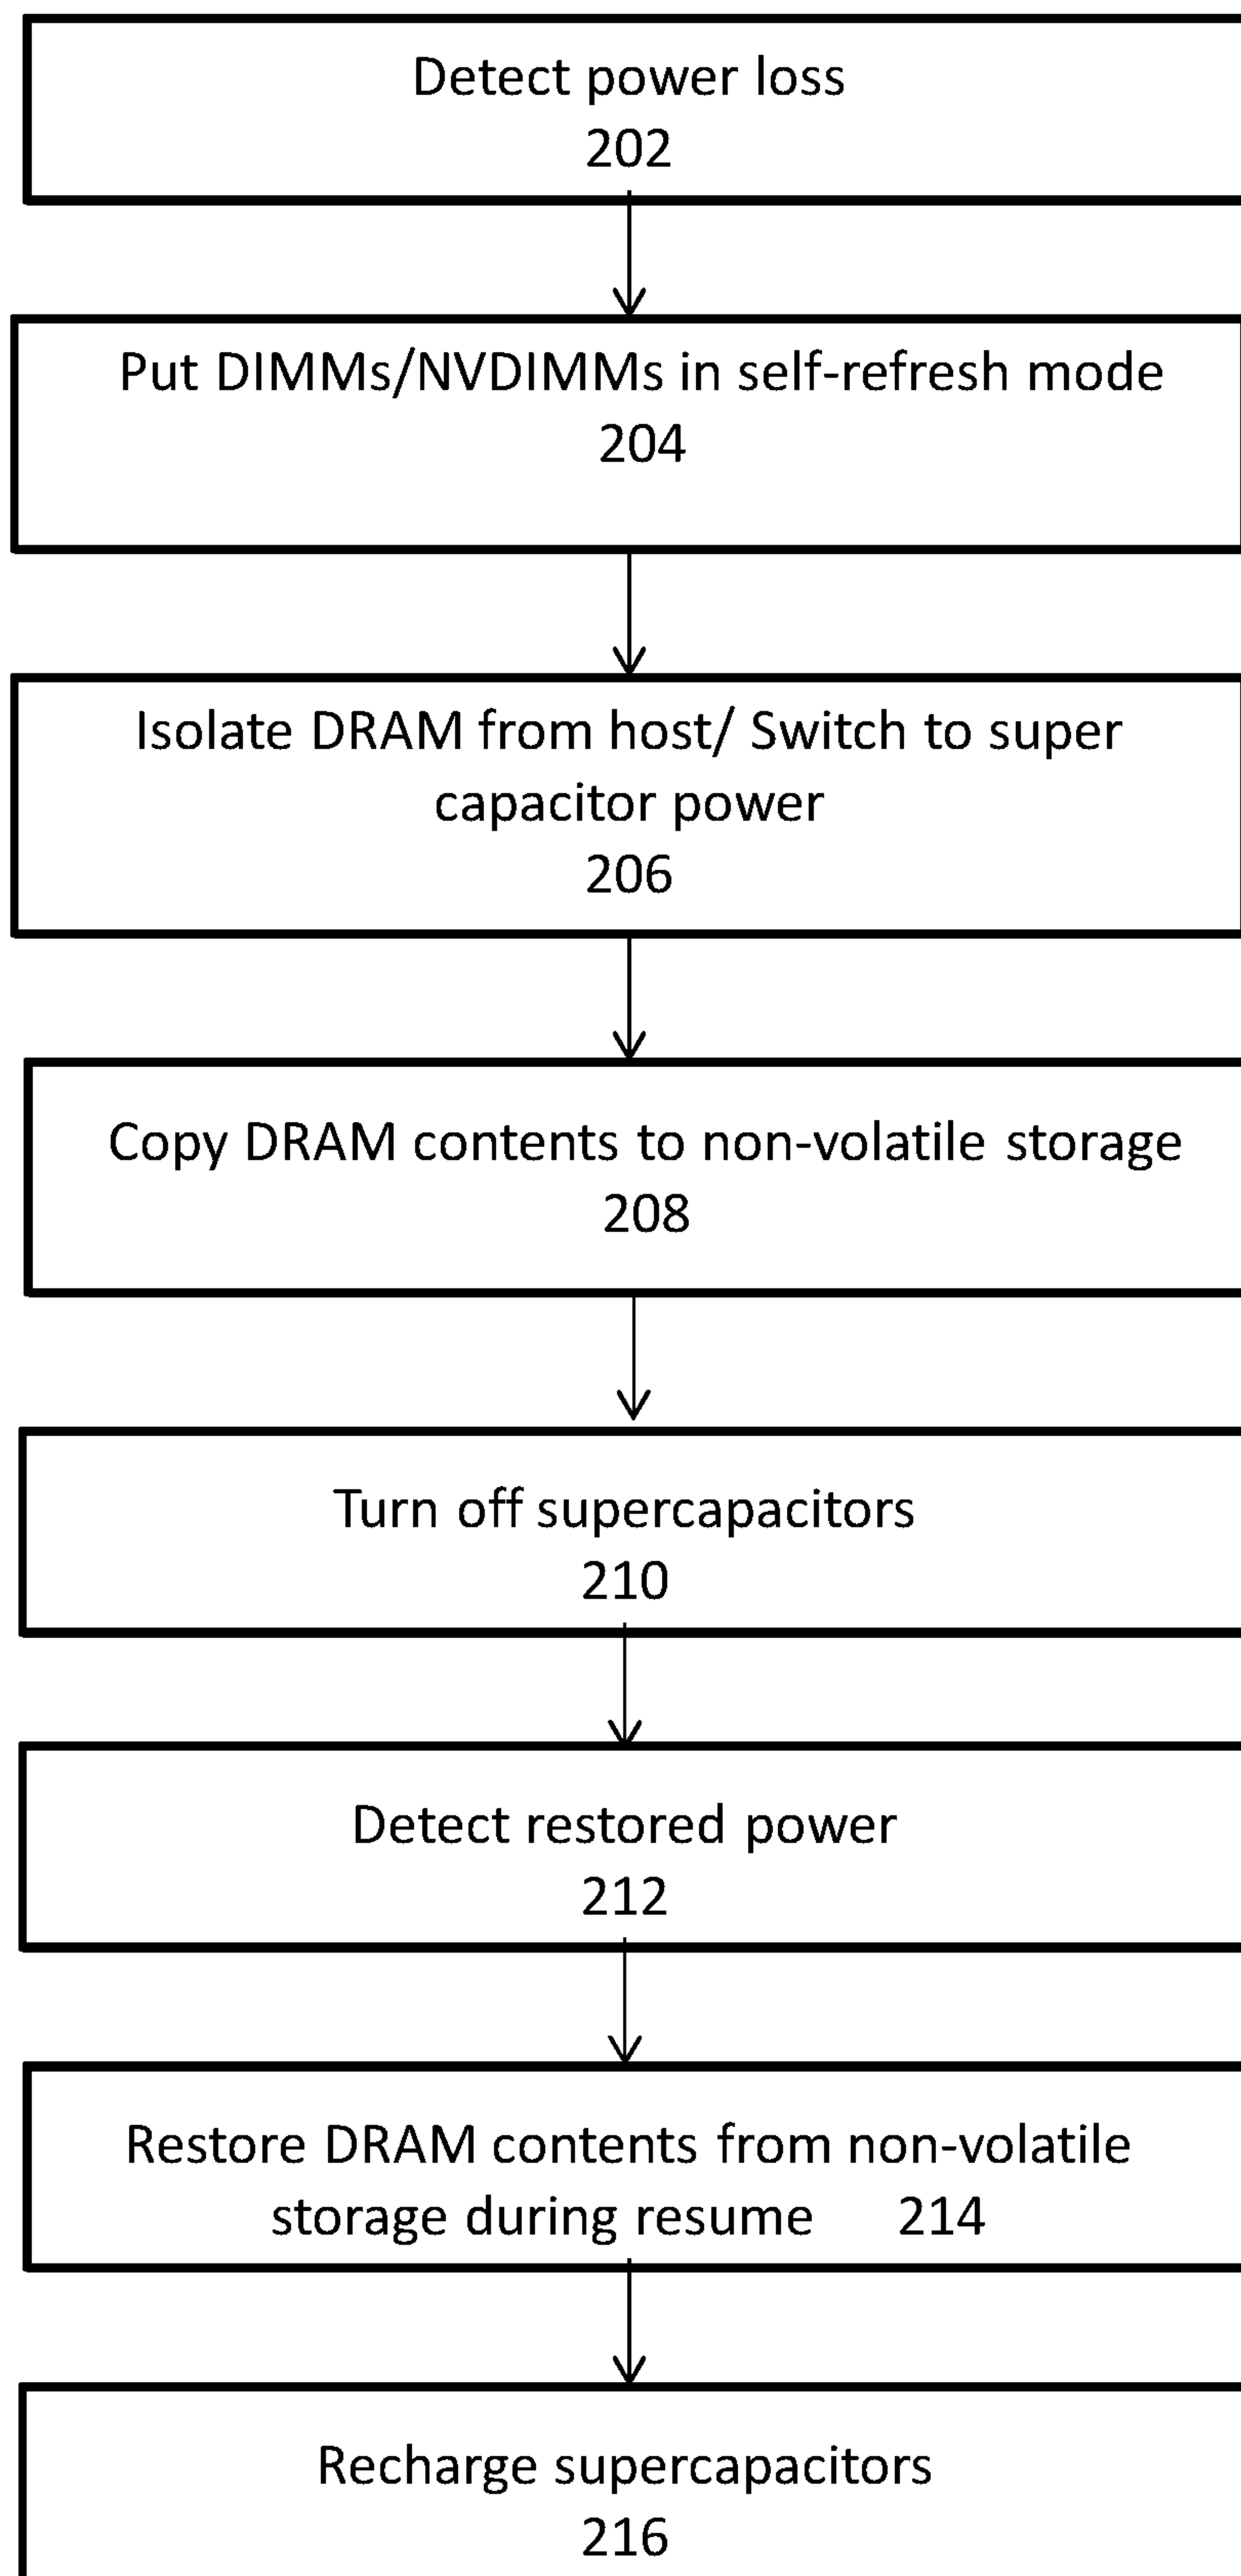 Detect power loss
202
Put DIMMs/NVDIMMs in self-refresh mode
204
Isolate DRAM from host/ Switch to super
capacitor power
206
Copy DRAM contents to non-volatile storage
208
Turn off supercapacitors
210
Detect restored power
212
Restore DRAM contents from non-volatile
storage during resume 214
Recharge supercapacitors
216